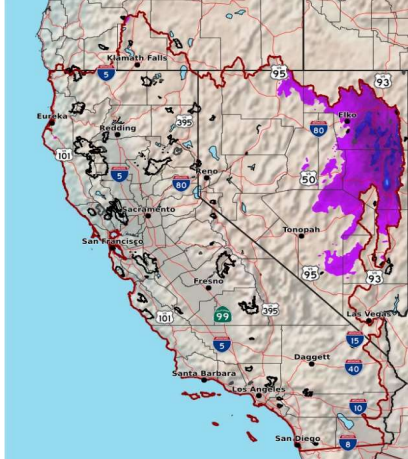 Klamath Falls
5
95
93
Eureka
Redding
395
Elko
80
101
5
Reno
80
50
Sacramento
San Francisco
Tonopah
95
93
Fresno
395
101
99
Las Vegas
5
15
Daggett
40
Santa Barbara
Los Angeles
10
San Diego
8